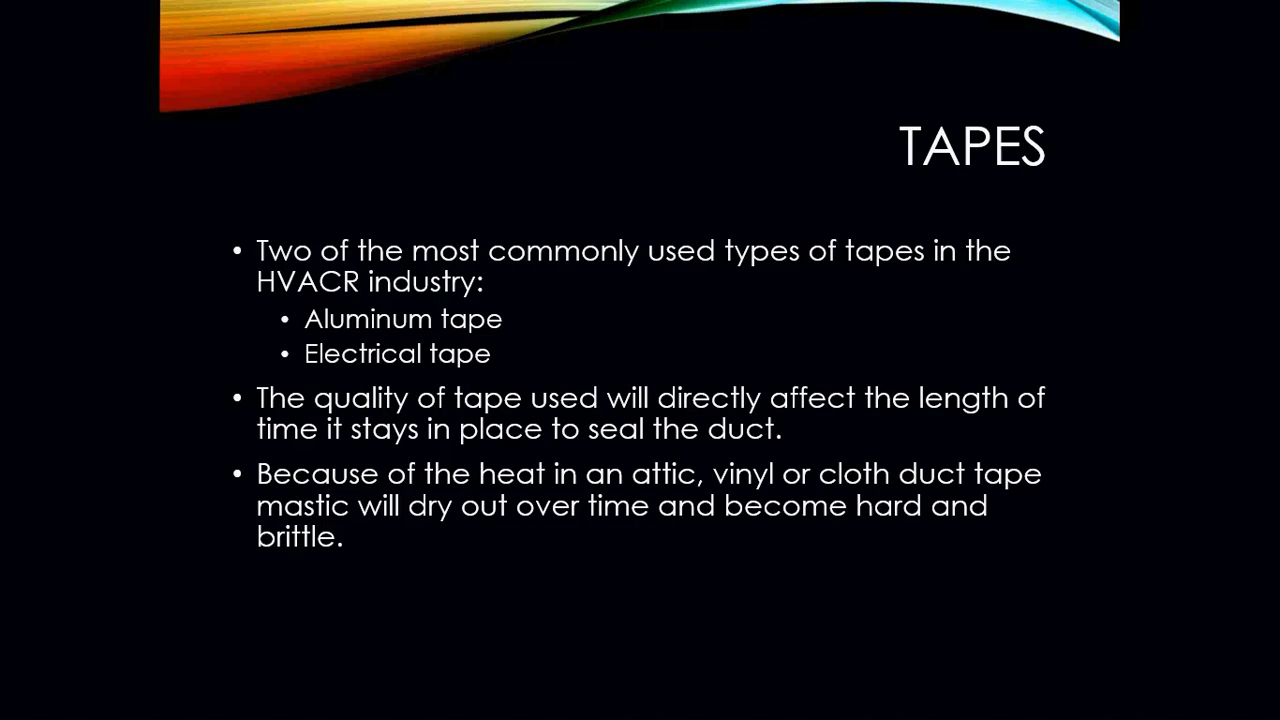 TAPES
• Two of the most commonly used types of tapes in the
HVACR industry:
• Aluminum tape
• Electrical tape
• The quality of tape used will directly affect the length of
time it stays in place to seal the duct.
• Because of the heat in an attic, vinyl or cloth duct tape
mastic will dry out over time and become hard and
brittle.